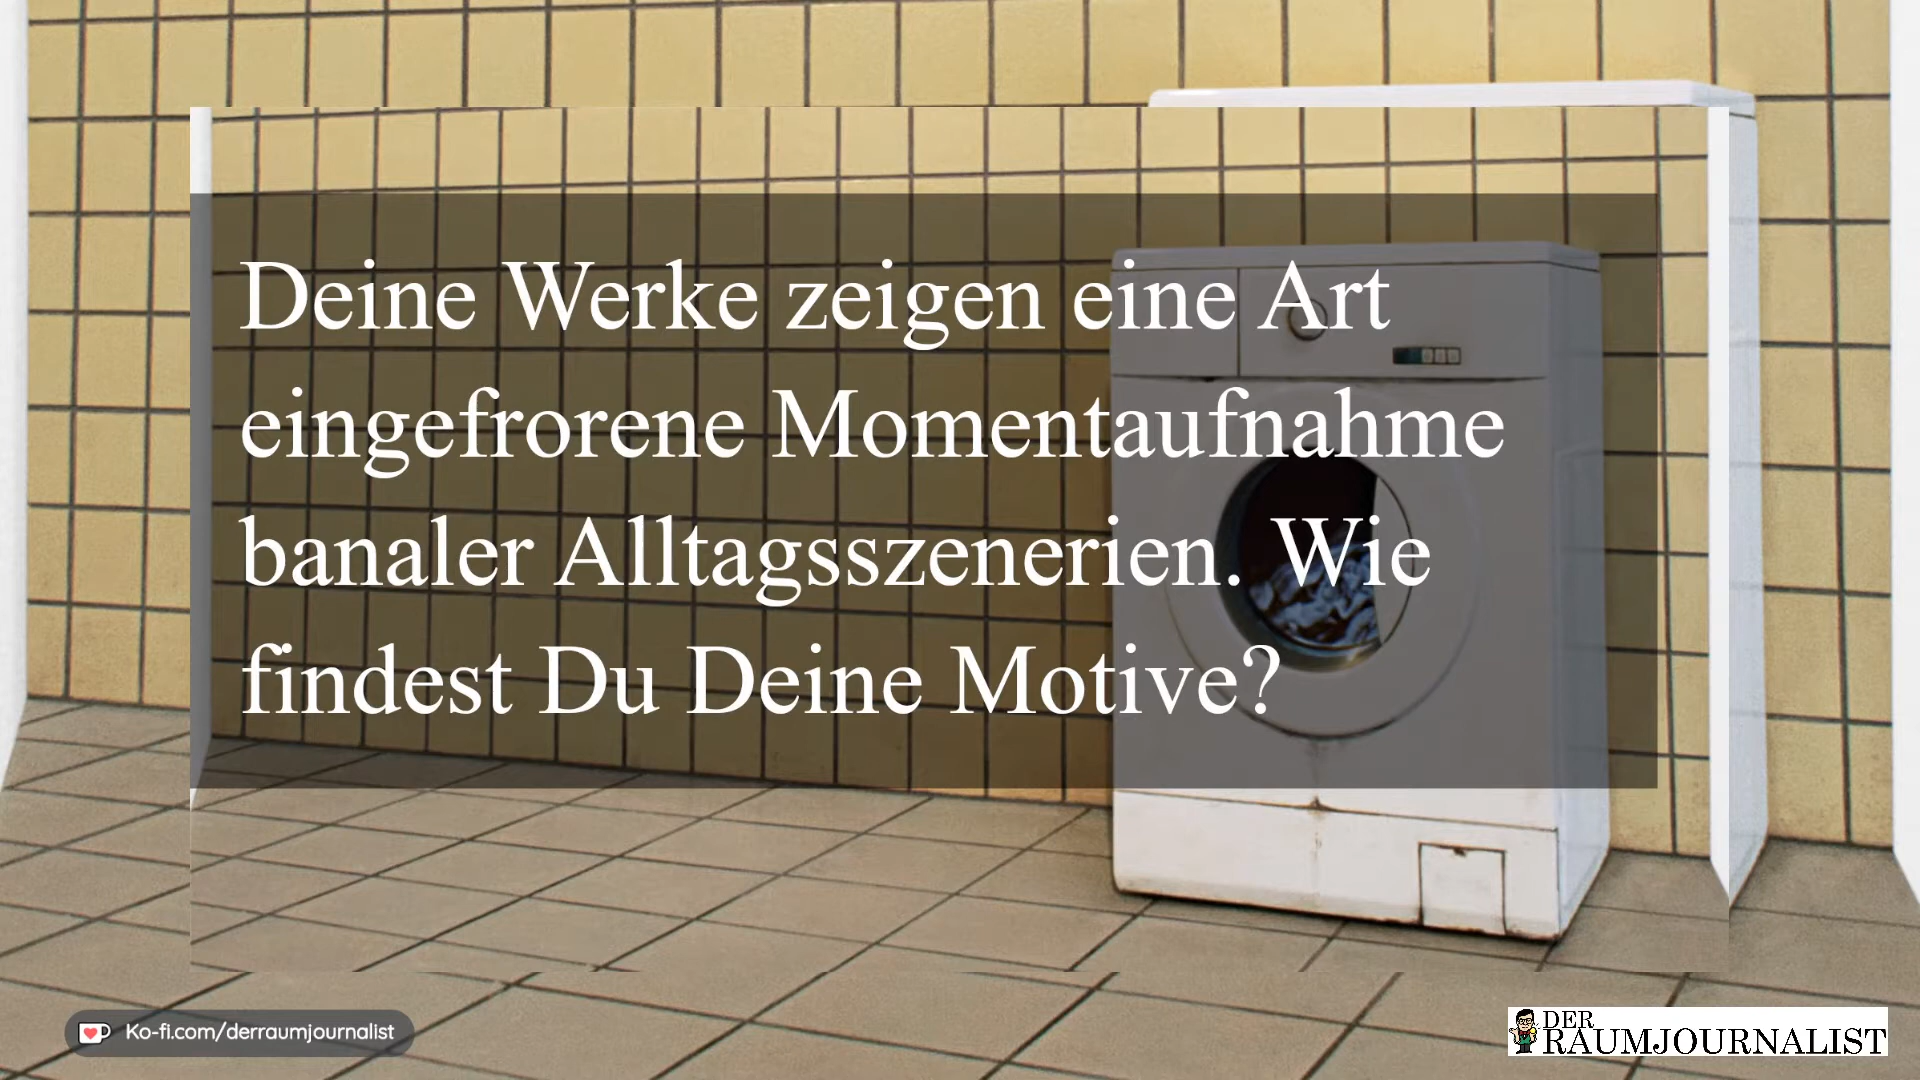 Deine Werke zeigen eine Art
eingefrorene Momentaufnahme
banaler Alltagsszenerien. Wie
findest Du Deine Motive?
Ko-fi.com/derraumjournalist
DER
RAUMJOURNALIST